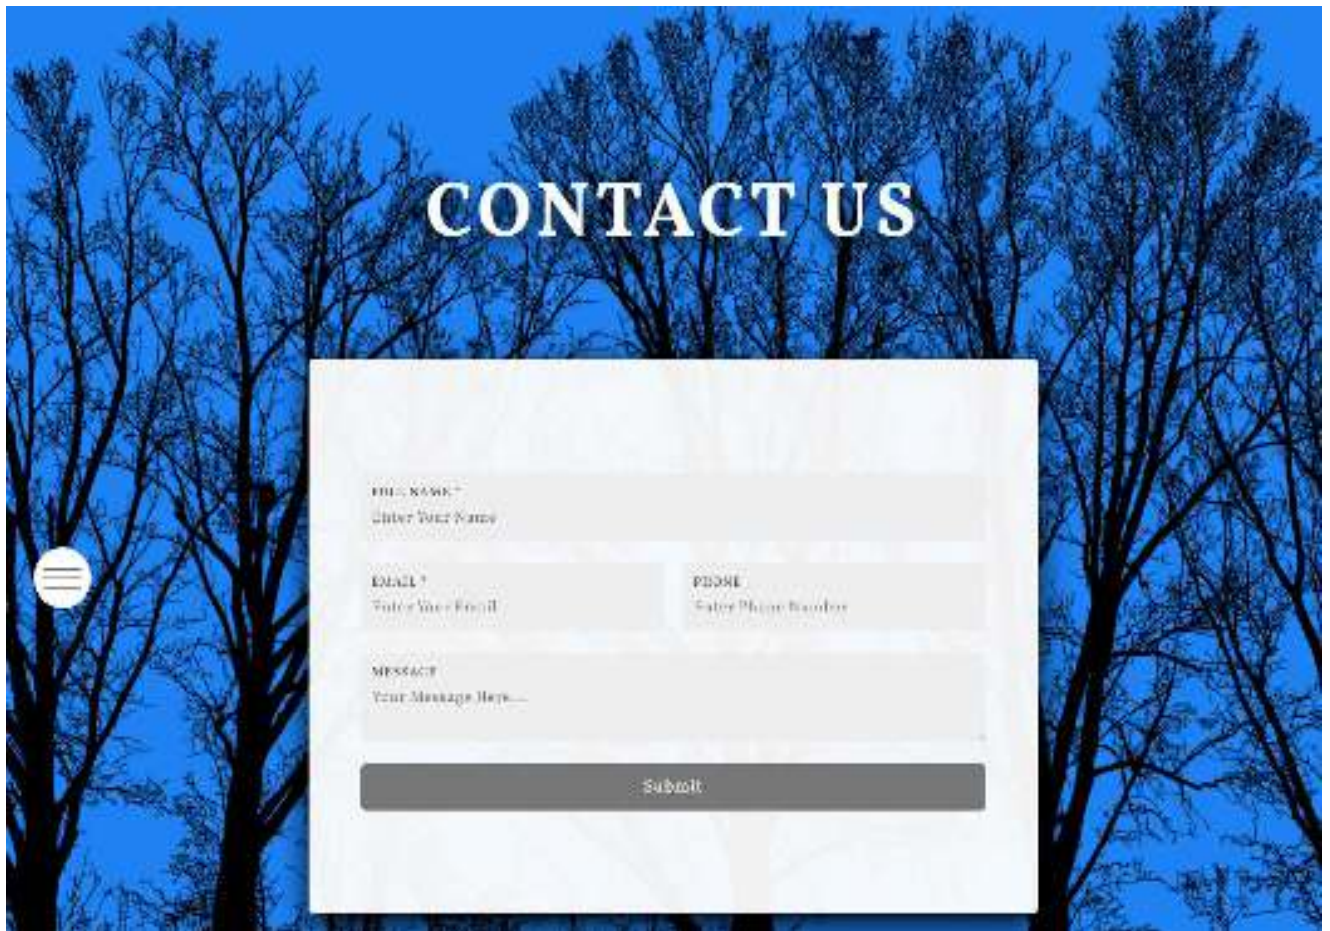 CONTACT US
FULL NAME *
Enter Your Name
EMAIL *
Enter Your Email
PHONE
Enter Phone Number
MESSAGE
Your Message Here...
Submit